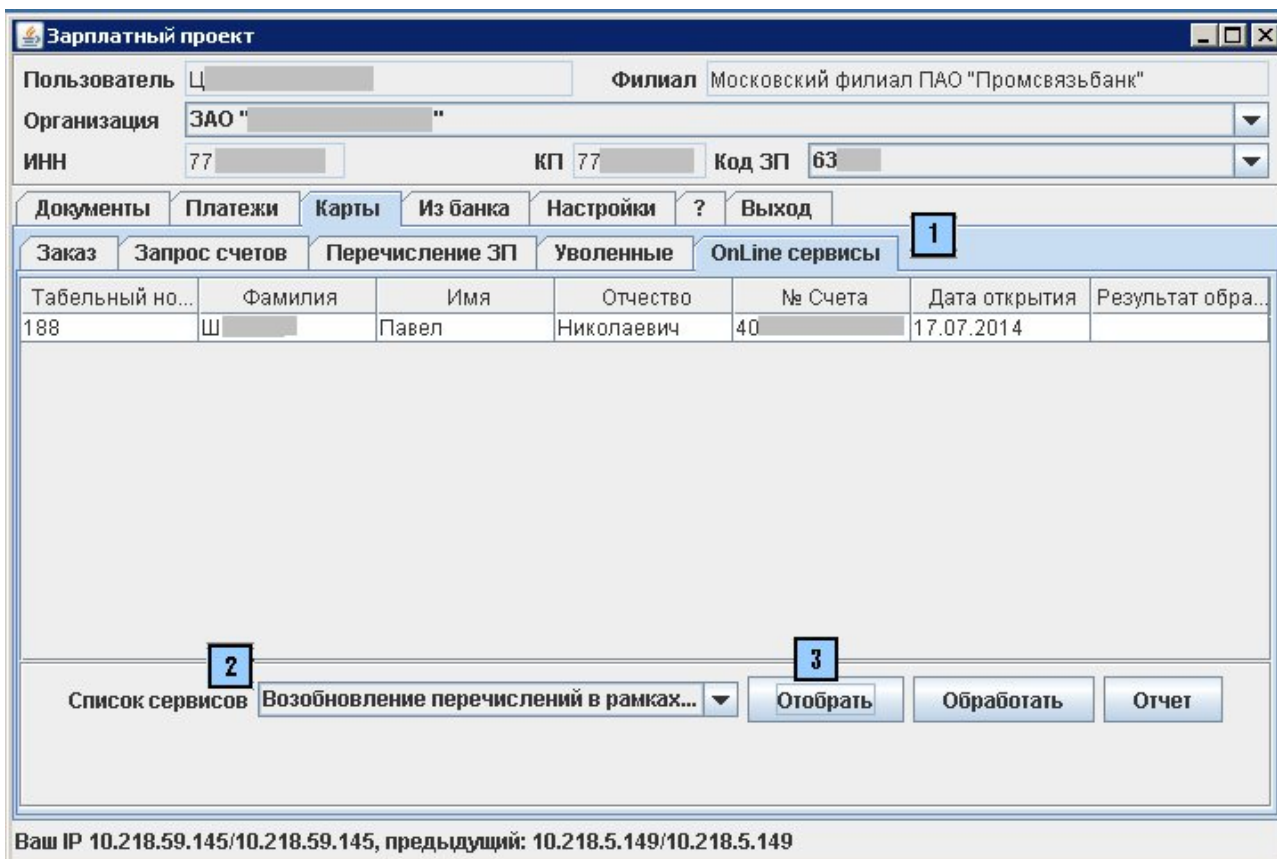 Зарплатный проект
Пользователь Ц Филиал Московский филиал ПАО "Промсвязьбанк"
Организация ЗАО " "
ИНН 77 КП 77 Код ЗП 63
Документы Платежи Карты Из банка Настройки ? Выход
1
Заказ Запрос счетов Перечисление ЗП Уволенные OnLine сервисы
Табельный но... Фамилия Имя Отчество № Счета Дата открытия Результат обра...
188 Ш Павел Николаевич 40 17.07.2014
2 3
Список сервисов Возобновление перечислений в рамках... Отобрать Обработать Отчет
Ваш IP 10.218.59.145/10.218.59.145, предыдущий: 10.218.5.149/10.218.5.149